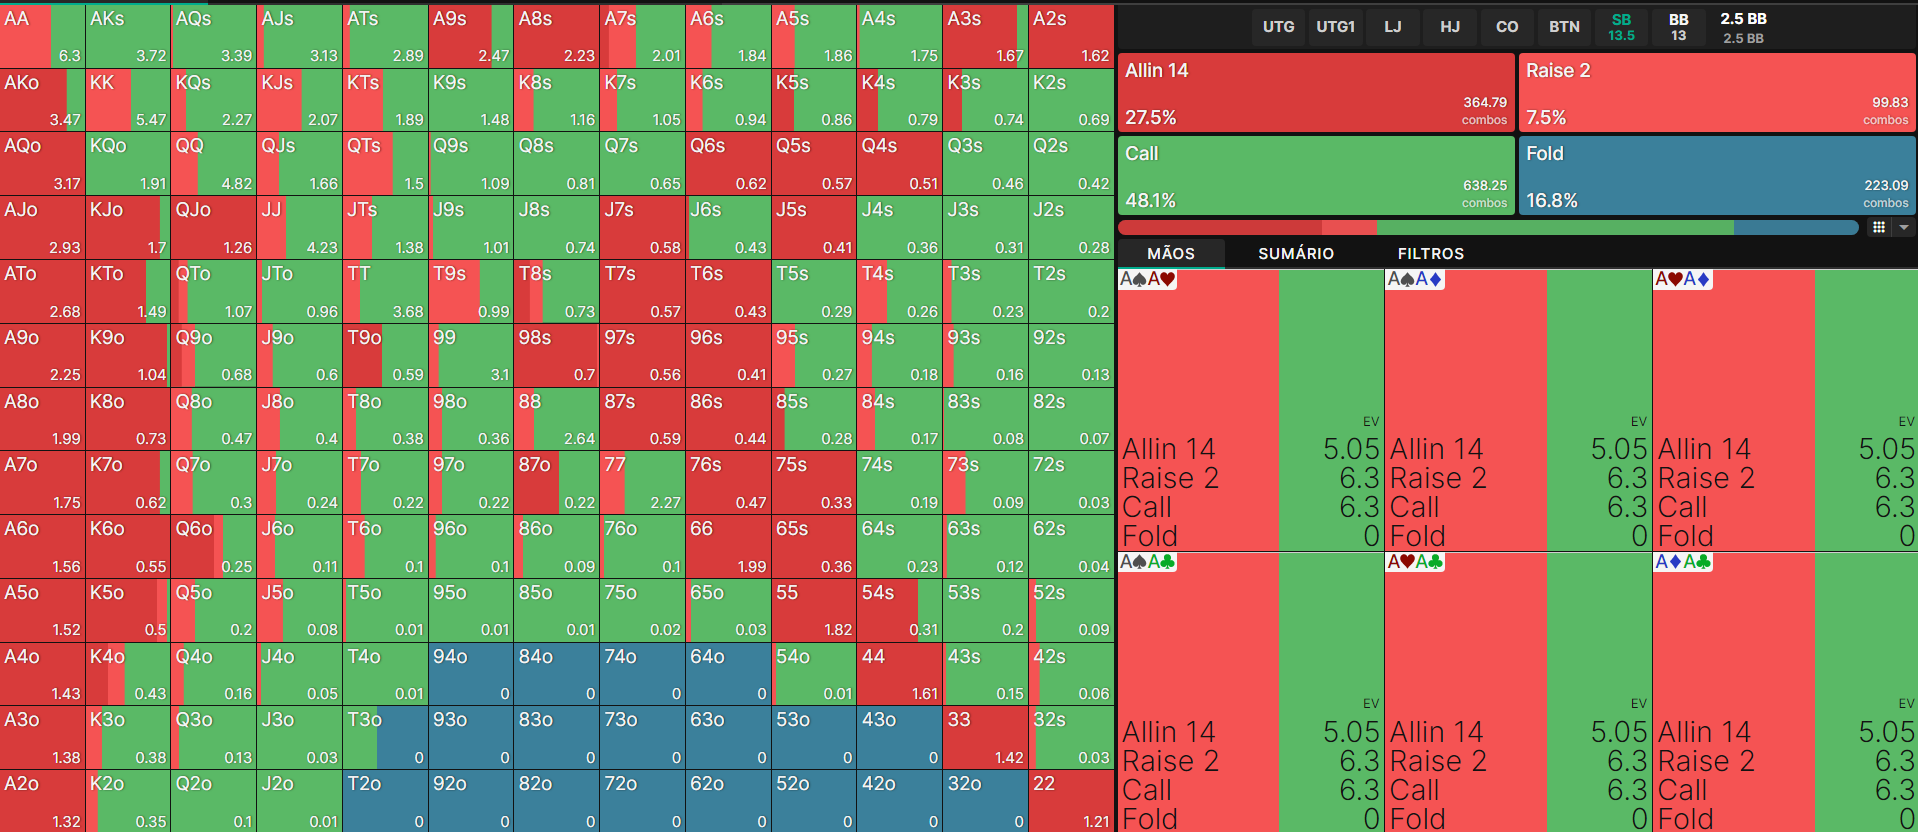 AA AKs AQs AJs ATs A9s A8s A7s A6s A5s A4s A3s A2s
6.3 3.72 3.39 3.13 2.89 2.47 2.23 2.01 1.84 1.86 1.75 1.67 1.62
AKo KK KQs KJs KTs K9s K8s K7s K6s K5s K4s K3s K2s
3.47 5.47 2.27 2.07 1.89 1.48 1.16 1.05 0.94 0.86 0.79 0.74 0.69
AQo KQo QQ QJs QTs Q9s Q8s Q7s Q6s Q5s Q4s Q3s Q2s
3.17 1.91 4.82 1.66 1.5 1.09 0.81 0.65 0.62 0.57 0.51 0.46 0.42
AJo KJo QJo JJ JTs J9s J8s J7s J6s J5s J4s J3s J2s
2.93 1.7 1.26 4.23 1.38 1.01 0.74 0.58 0.43 0.41 0.36 0.31 0.28
ATo KTo QTo JTo TT T9s T8s T7s T6s T5s T4s T3s T2s
2.68 1.49 1.07 0.96 3.68 0.99 0.73 0.57 0.43 0.29 0.26 0.23 0.2
A9o K9o Q9o J9o T9o 99 98s 97s 96s 95s 94s 93s 92s
2.25 1.04 0.68 0.6 0.59 3.1 0.7 0.56 0.41 0.27 0.18 0.16 0.13
A8o K8o Q8o J8o T8o 98o 88 87s 86s 85s 84s 83s 82s
1.99 0.73 0.47 0.4 0.38 0.36 2.64 0.59 0.44 0.28 0.17 0.08 0.07
A7o K7o Q7o J7o T7o 97o 87o 77 76s 75s 74s 73s 72s
1.75 0.62 0.3 0.24 0.22 0.22 0.22 2.27 0.47 0.33 0.19 0.09 0.03
A6o K6o Q6o J6o T6o 96o 86o 76o 66 65s 64s 63s 62s
1.56 0.55 0.25 0.11 0.1 0.1 0.09 0.1 1.99 0.36 0.23 0.12 0.04
A5o K5o Q5o J5o T5o 95o 85o 75o 65o 55 54s 53s 52s
1.52 0.5 0.2 0.08 0.01 0.01 0.01 0.02 0.03 1.82 0.31 0.2 0.09
A4o K4o Q4o J4o T4o 94o 84o 74o 64o 54o 44 43s 42s
1.43 0.43 0.16 0.05 0.01 0 0 0 0 0.01 1.61 0.15 0.06
A3o K3o Q3o J3o T3o 93o 83o 73o 63o 53o 43o 33 32s
1.38 0.38 0.13 0.03 0 0 0 0 0 0 0 1.42 0.03
A2o K2o Q2o J2o T2o 92o 82o 72o 62o 52o 42o 32o 22
1.32 0.35 0.1 0.01 0 0 0 0 0 0 0 0 1.21
UTG UTG1 LJ HJ CO BTN SB BB 2.5 BB
13.5 13 2.5 BB
Allin 14 Raise 2
364.79 99.83
27.5% combos 7.5% combos
Call Fold
638.25 223.09
48.1% combos 16.8% combos
MÃOS SUMÁRIO FILTROS
A♠A♥ A♠A♦ A♥A♦
EV EV EV
Allin 14 5.05 Allin 14 5.05 Allin 14 5.05
Raise 2 6.3 Raise 2 6.3 Raise 2 6.3
Call 6.3 Call 6.3 Call 6.3
Fold 0 Fold 0 Fold 0
A♠A♣ A♥A♣ A♦A♣
EV EV EV
Allin 14 5.05 Allin 14 5.05 Allin 14 5.05
Raise 2 6.3 Raise 2 6.3 Raise 2 6.3
Call 6.3 Call 6.3 Call 6.3
Fold 0 Fold 0 Fold 0